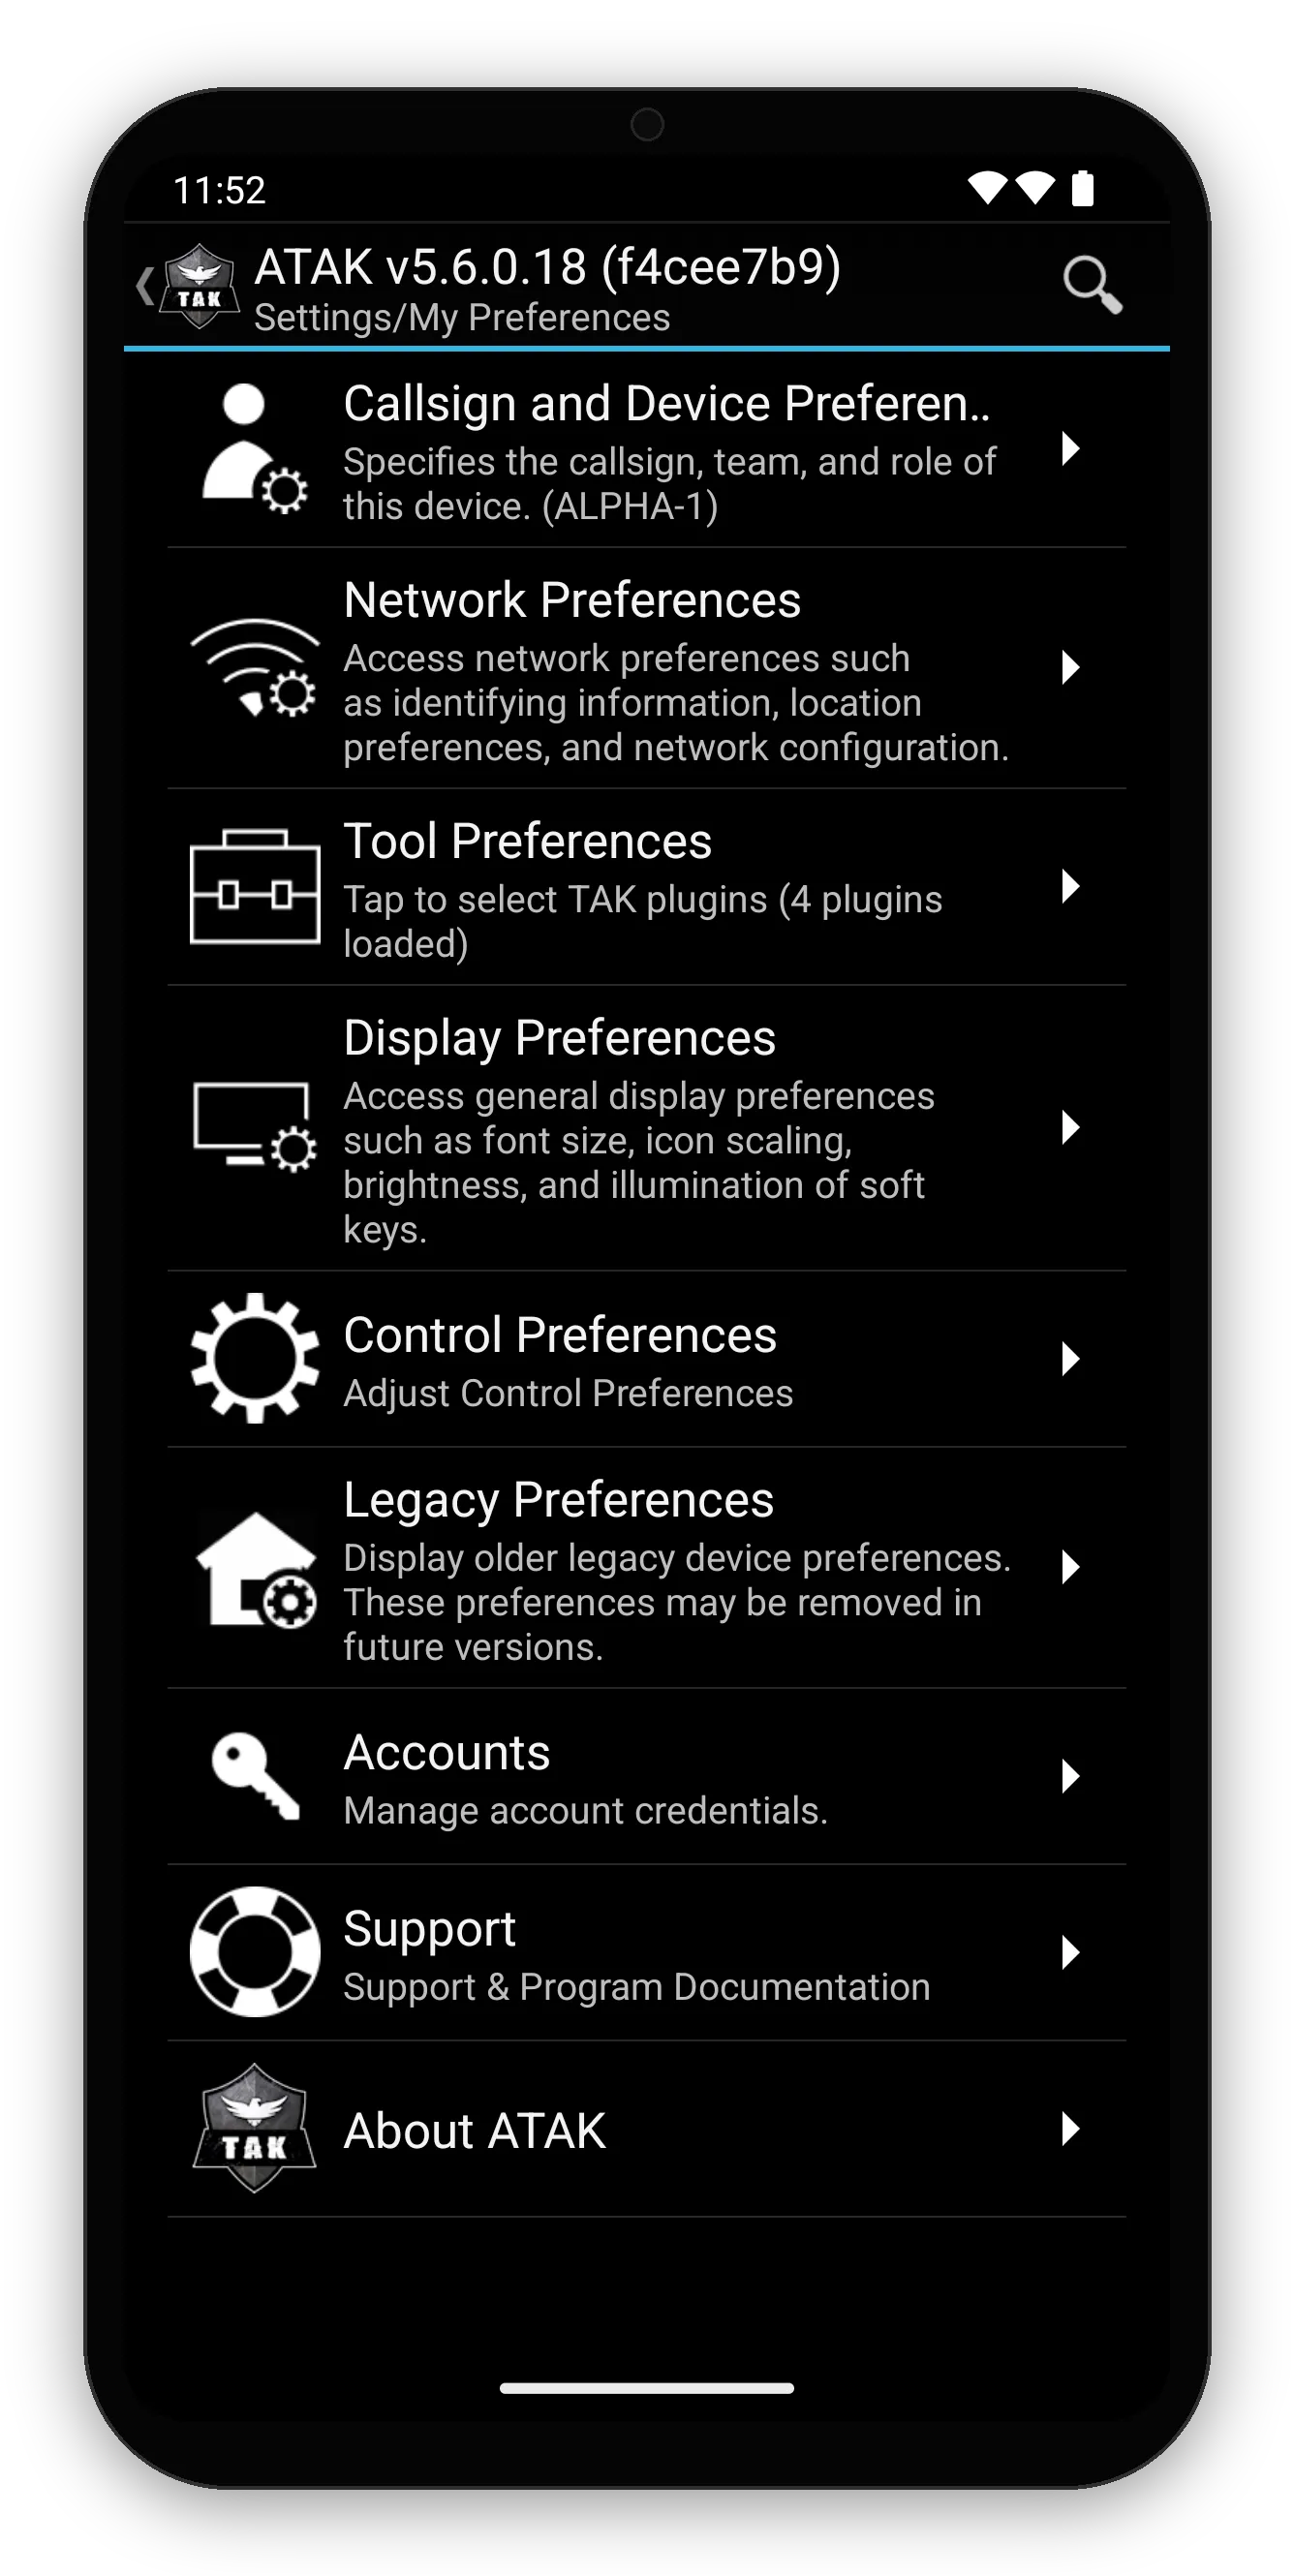 11:52
ATAK v5.6.0.18 (f4cee7b9)
TAK
Settings/My Preferences
Callsign and Device Preferen..
Specifies the callsign, team, and role of
this device. (ALPHA-1)
Network Preferences
Access network preferences such
as identifying information, location
preferences, and network configuration.
Tool Preferences
Tap to select TAK plugins (4 plugins
loaded)
Display Preferences
Access general display preferences
such as font size, icon scaling,
brightness, and illumination of soft
keys.
Control Preferences
Adjust Control Preferences
Legacy Preferences
Display older legacy device preferences.
These preferences may be removed in
future versions.
Accounts
Manage account credentials.
Support
Support & Program Documentation
TAK
About ATAK